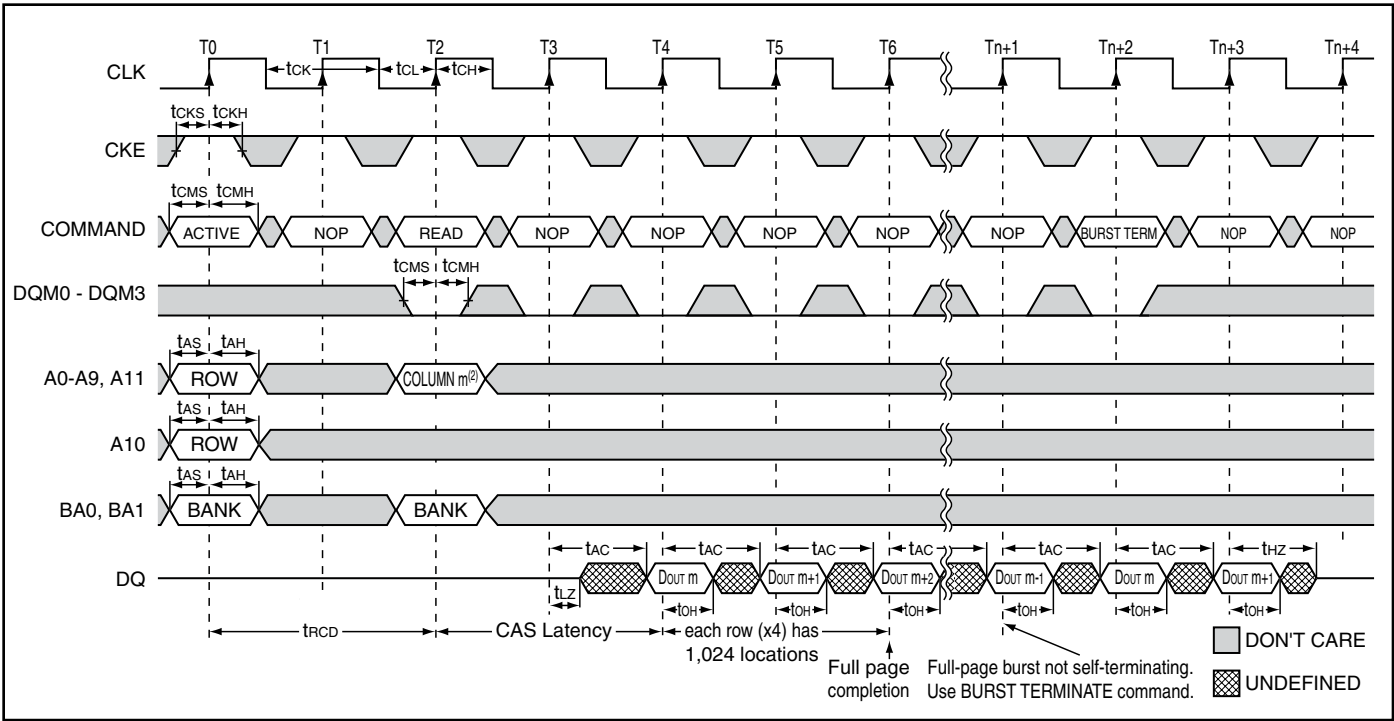 T0 T1 T2 T3 T4 T5 T6 Tn+1 Tn+2 Tn+3 Tn+4
CLK tCK tCL tCH
tCKS tCKH
CKE
tCMS tCMH
COMMAND ACTIVE NOP READ NOP NOP NOP NOP NOP BURST TERM NOP NOP
tCMS tCMH
DQM0 - DQM3
tAS tAH
A0-A9, A11 ROW COLUMN m(2)
tAS tAH
A10 ROW
tAS tAH
BA0, BA1 BANK BANK
tAC tAC tAC tAC tAC tAC tHZ
DQ DOUT m DOUT m+1 DOUT m+2 DOUT m-1 DOUT m DOUT m+1
tLZ tOH tOH tOH tOH tOH tOH
tRCD CAS Latency each row (x4) has
1,024 locations
Full page
completion
Full-page burst not self-terminating.
Use BURST TERMINATE command.
DON'T CARE
UNDEFINED